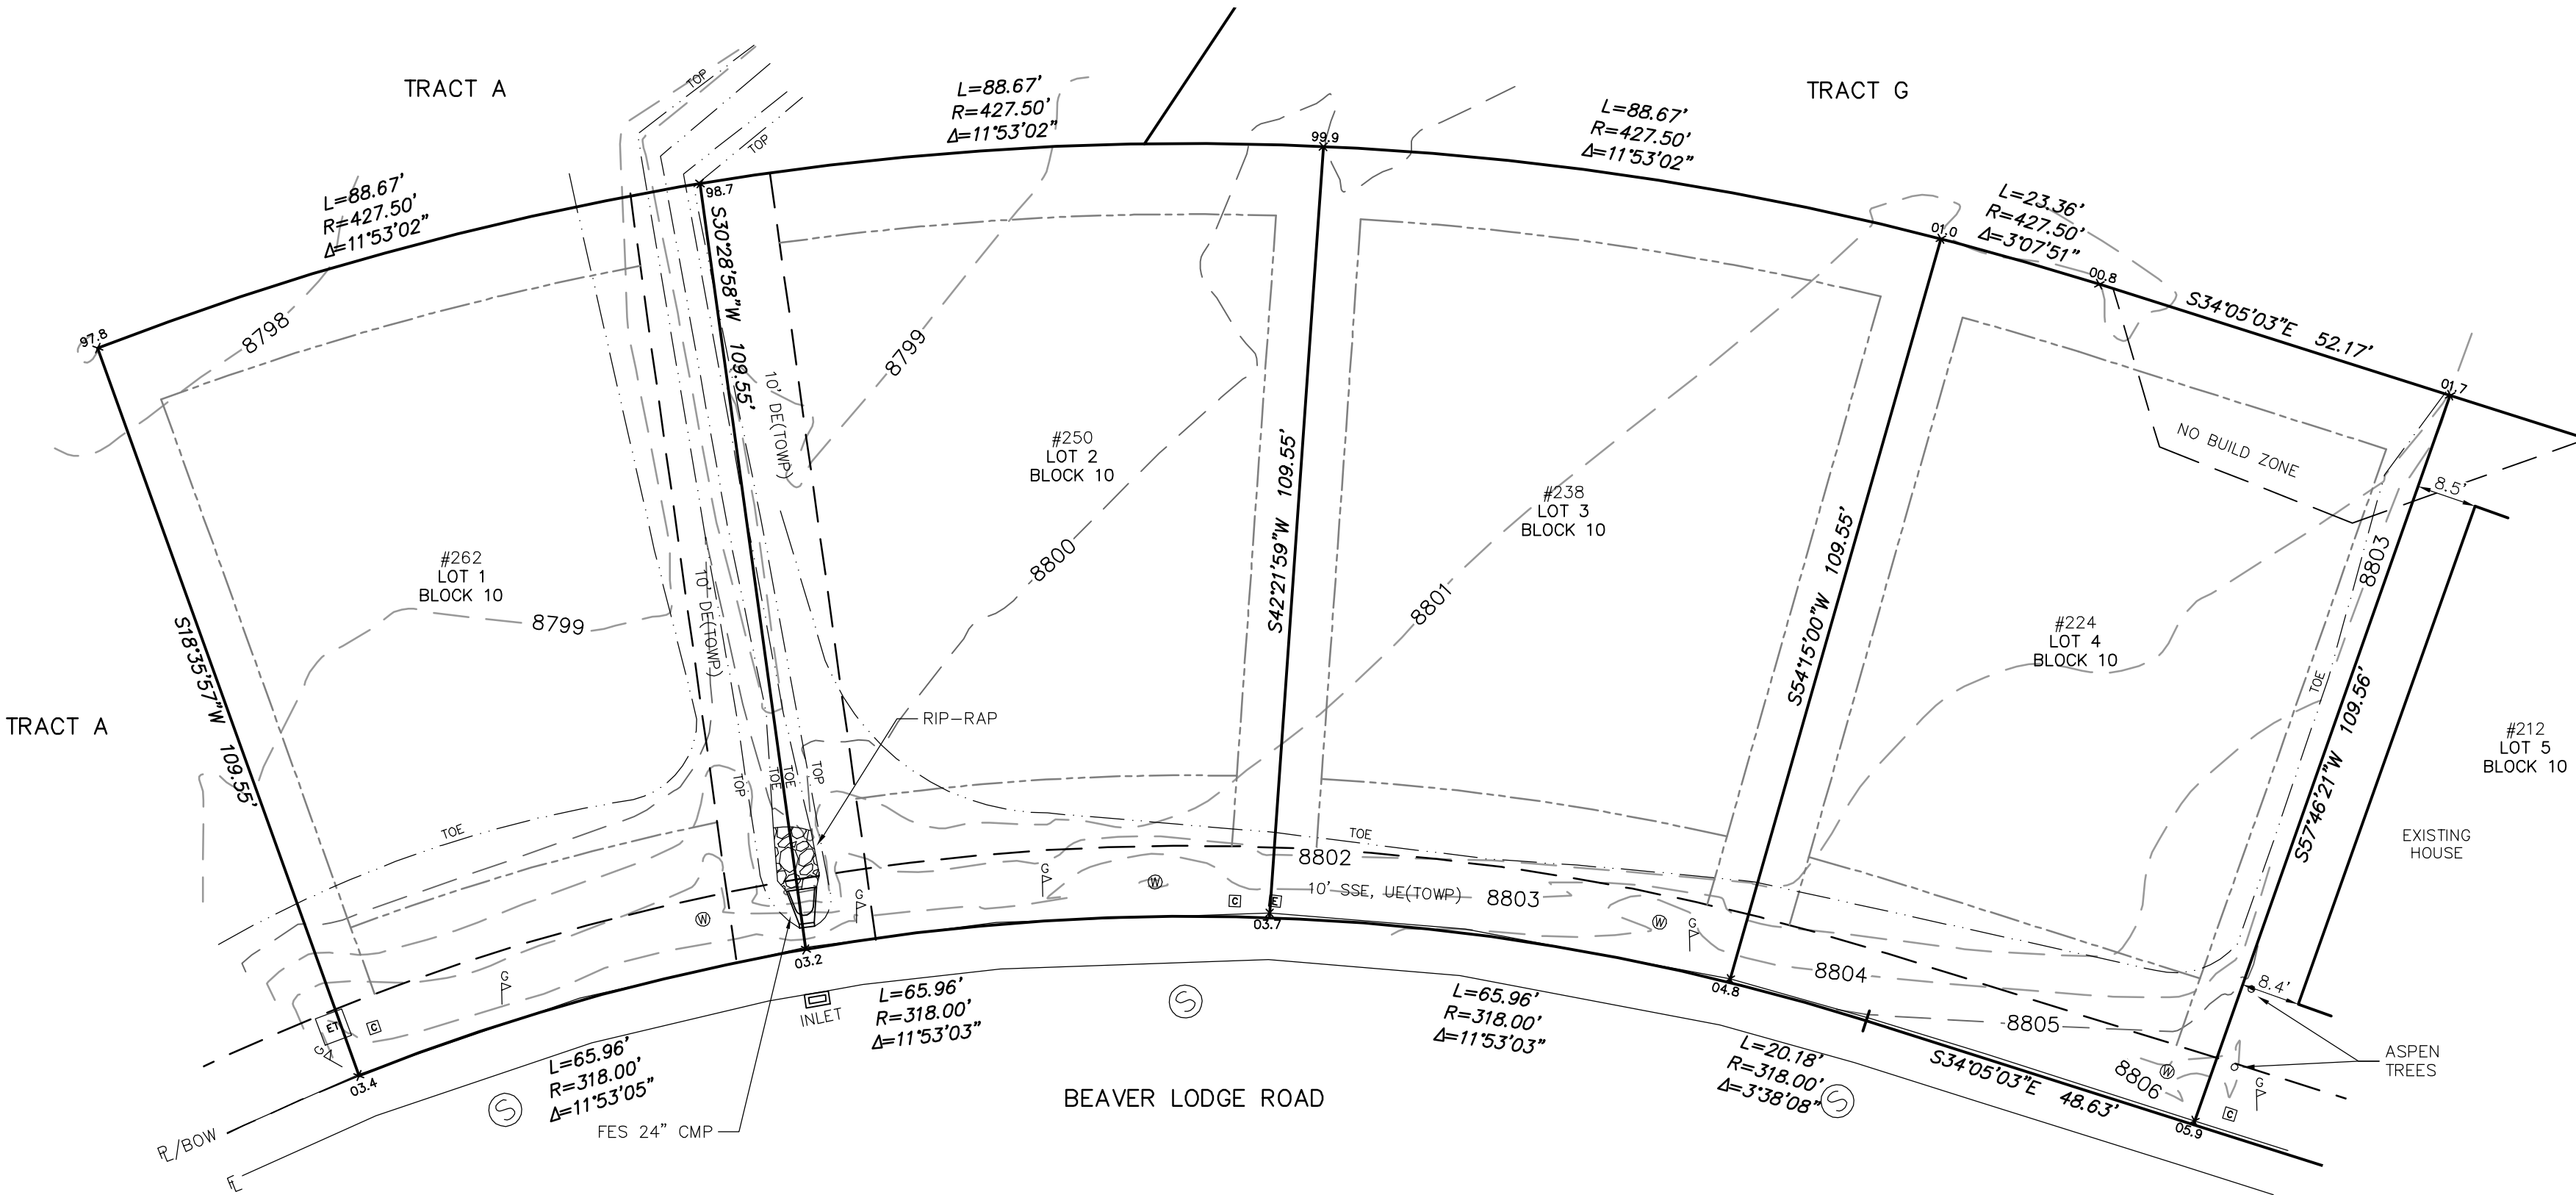 TRACT A
TRACT G
TRACT A
L=88.67'
R=427.50'
Δ=11°53'02"
L=88.67'
R=427.50'
Δ=11°53'02"
L=88.67'
R=427.50'
Δ=11°53'02"
L=23.36'
R=427.50'
Δ=3°07'51"
S34°05'03"E 52.17'
TOP
TOP
97.8
98.7
99.9
01.0
00.8
01.7
8798
8799
8799
8800
8801
8803
S18°35'57"W 109.55'
S30°28'58"W 109.55'
S42°21'59"W 109.55'
S54°15'00"W 109.55'
S57°46'21"W 109.56'
10' DE(TOWP)
10' DE(TOWP)
#262
LOT 1
BLOCK 10
#250
LOT 2
BLOCK 10
#238
LOT 3
BLOCK 10
#224
LOT 4
BLOCK 10
#212
LOT 5
BLOCK 10
NO BUILD ZONE
8.5'
EXISTING
HOUSE
RIP-RAP
TOE
TOP
TOE
TOE
TOP
TOE
TOE
8802
10' SSE, UE(TOWP)
8803
8804
8805
8806
8.4'
ASPEN
TREES
G
G
G
G
G
G
W
W
W
W
C
C
E
C
ET
03.4
03.2
03.7
04.8
05.9
INLET
FES 24" CMP
L=65.96'
R=318.00'
Δ=11°53'05"
L=65.96'
R=318.00'
Δ=11°53'03"
L=65.96'
R=318.00'
Δ=11°53'03"
L=20.18'
R=318.00'
Δ=3°38'08"
S34°05'03"E 48.63'
S
S
S
BEAVER LODGE ROAD
PL/BOW
FL